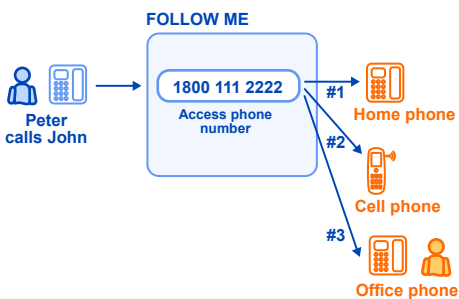 FOLLOW ME
1800 111 2222
Access phone
number
Peter
calls John
#1
Home phone
#2
Cell phone
#3
Office phone